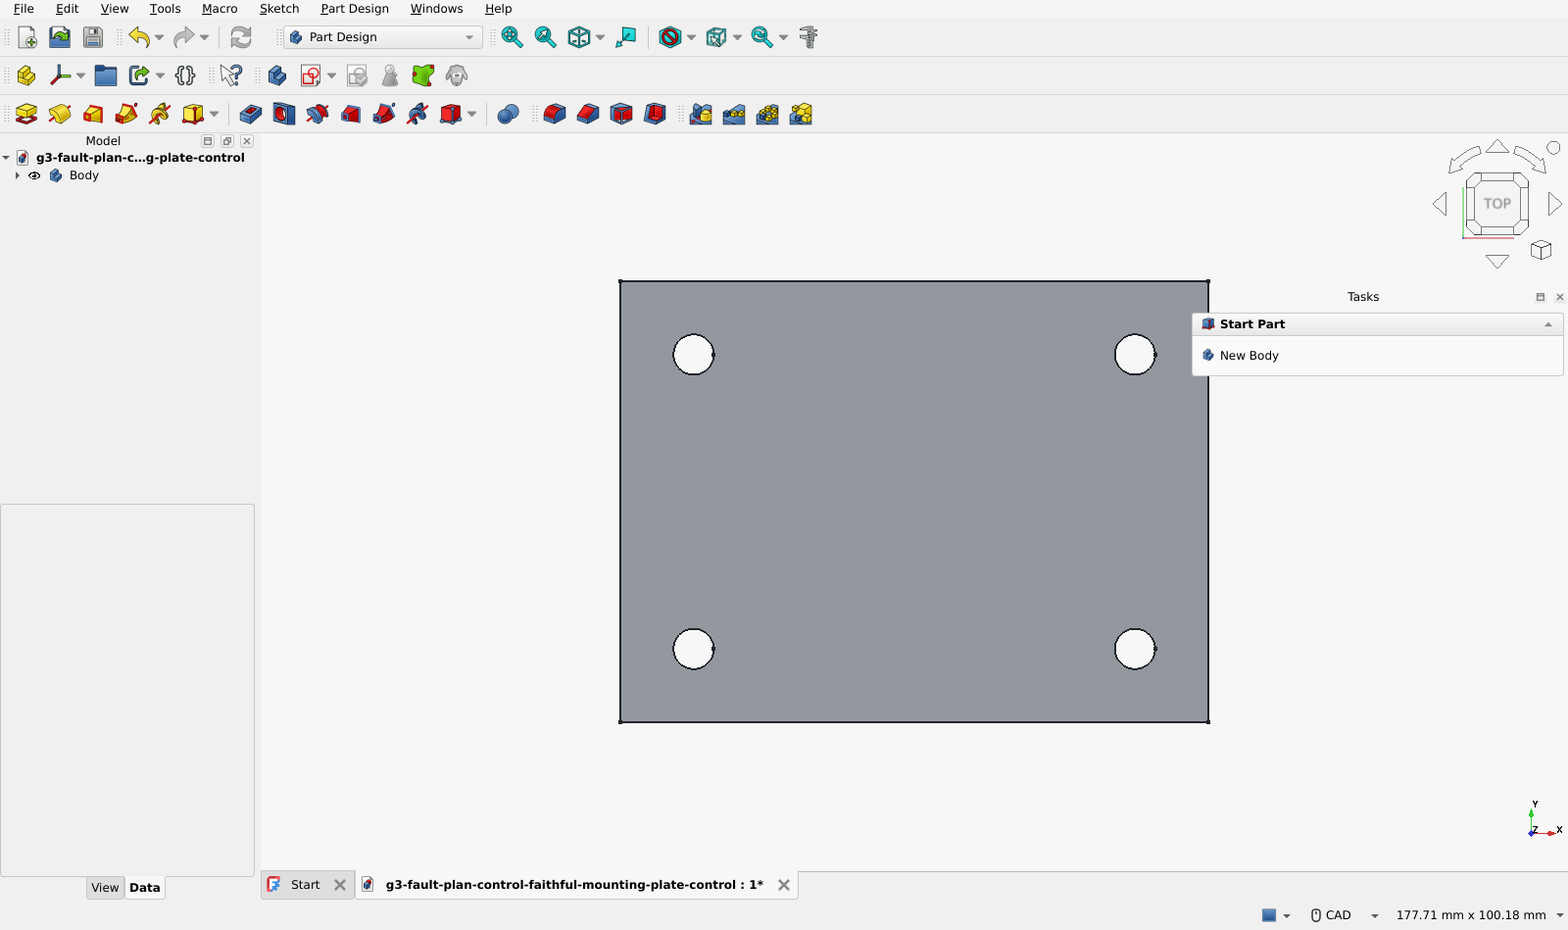 File Edit View Tools Macro Sketch Part Design Windows Help
Part Design
Model
g3-fault-plan-c...g-plate-control
Body
TOP
Tasks
Start Part
New Body
Y
Z X
View Data
Start
g3-fault-plan-control-faithful-mounting-plate-control : 1*
CAD
177.71 mm x 100.18 mm